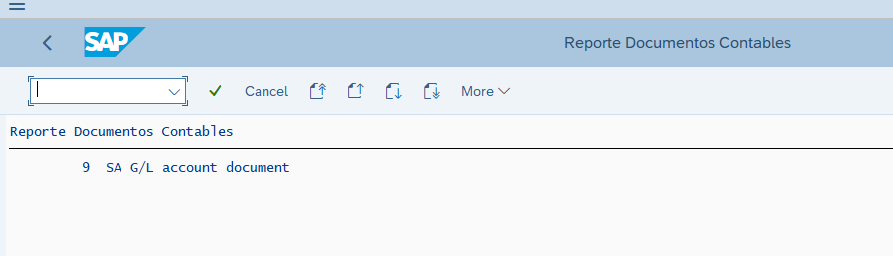 SAP
Reporte Documentos Contables
Cancel
More
Reporte Documentos Contables
9 SA G/L account document